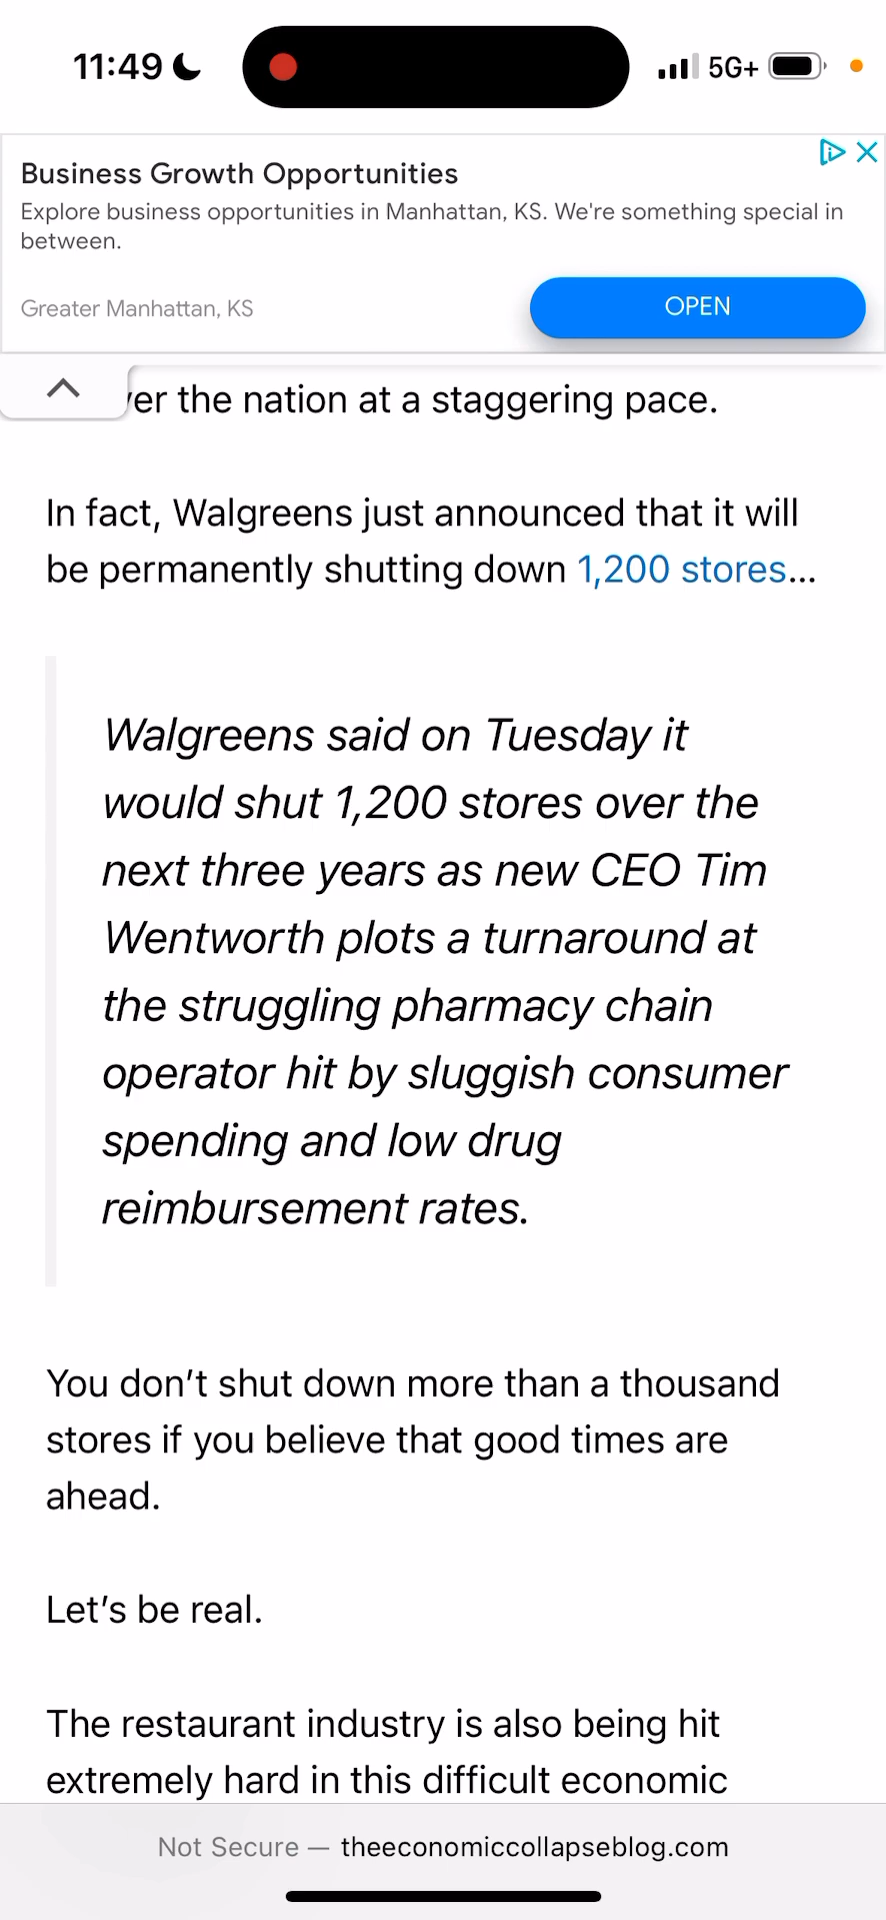 11:49
5G+
Business Growth Opportunities
Explore business opportunities in Manhattan, KS. We're something special in
between.
Greater Manhattan, KS
OPEN
er the nation at a staggering pace.
In fact, Walgreens just announced that it will
be permanently shutting down 1,200 stores...
Walgreens said on Tuesday it
would shut 1,200 stores over the
next three years as new CEO Tim
Wentworth plots a turnaround at
the struggling pharmacy chain
operator hit by sluggish consumer
spending and low drug
reimbursement rates.
You don’t shut down more than a thousand
stores if you believe that good times are
ahead.
Let’s be real.
The restaurant industry is also being hit
extremely hard in this difficult economic
Not Secure — theeconomiccollapseblog.com